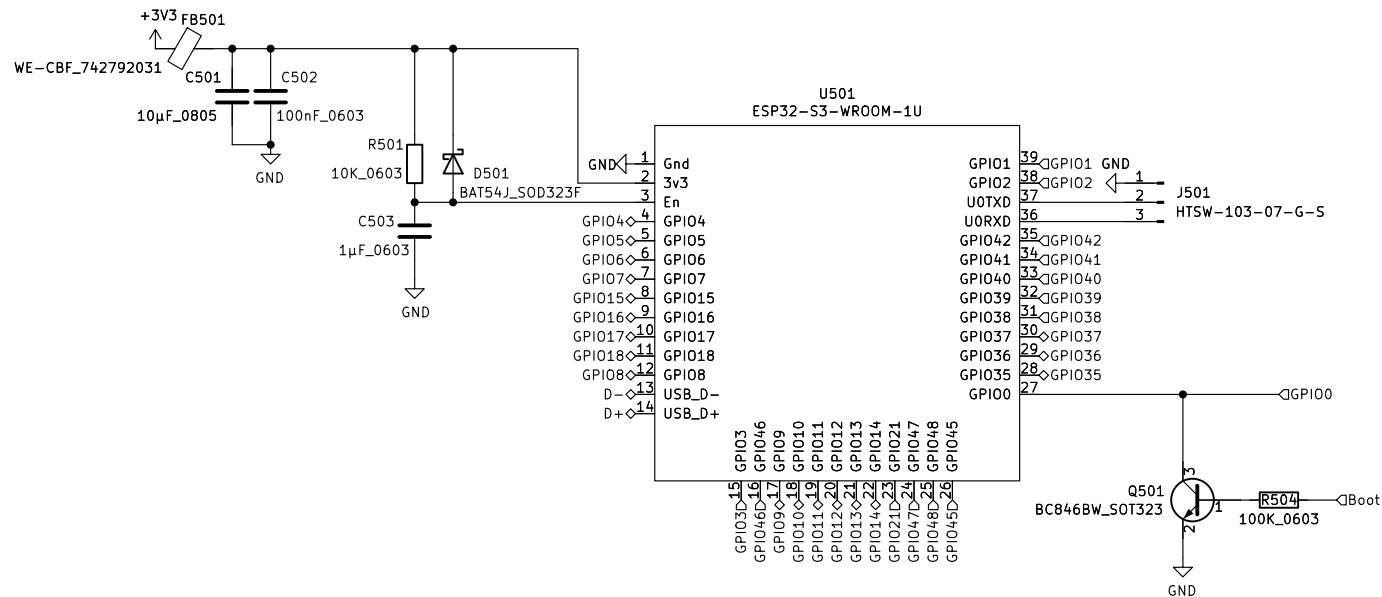 +3V3
FB501
WE-CBF_742792031
C501
C502
10µF_0805
100nF_0603
GND
R501
10K_0603
D501
BAT54J_SOD323F
C503
1µF_0603
GND
U501
ESP32-S3-WROOM-1U
GND 1 Gnd
2 3v3
3 En
GPIO4 4 GPIO4
GPIO5 5 GPIO5
GPIO6 6 GPIO6
GPIO7 7 GPIO7
GPIO15 8 GPIO15
GPIO16 9 GPIO16
GPIO17 10 GPIO17
GPIO18 11 GPIO18
GPIO8 12 GPIO8
D- 13 USB_D-
D+ 14 USB_D+
GPIO1 39 GPIO1
GPIO2 38 GPIO2
U0TXD 37
U0RXD 36
GPIO42 35 GPIO42
GPIO41 34 GPIO41
GPIO40 33 GPIO40
GPIO39 32 GPIO39
GPIO38 31 GPIO38
GPIO37 30 GPIO37
GPIO36 29 GPIO36
GPIO35 28 GPIO35
GPIO0 27 GPIO0
GPIO3 15 GPIO3
GPIO46 16 GPIO46
GPIO9 17 GPIO9
GPIO10 18 GPIO10
GPIO11 19 GPIO11
GPIO12 20 GPIO12
GPIO13 21 GPIO13
GPIO14 22 GPIO14
GPIO21 23 GPIO21
GPIO47 24 GPIO47
GPIO48 25 GPIO48
GPIO45 26 GPIO45
GND
1
2
3
J501
HTSW-103-07-G-S
Q501
BC846BW_SOT323
3
1
2
R504
100K_0603
Boot
GND